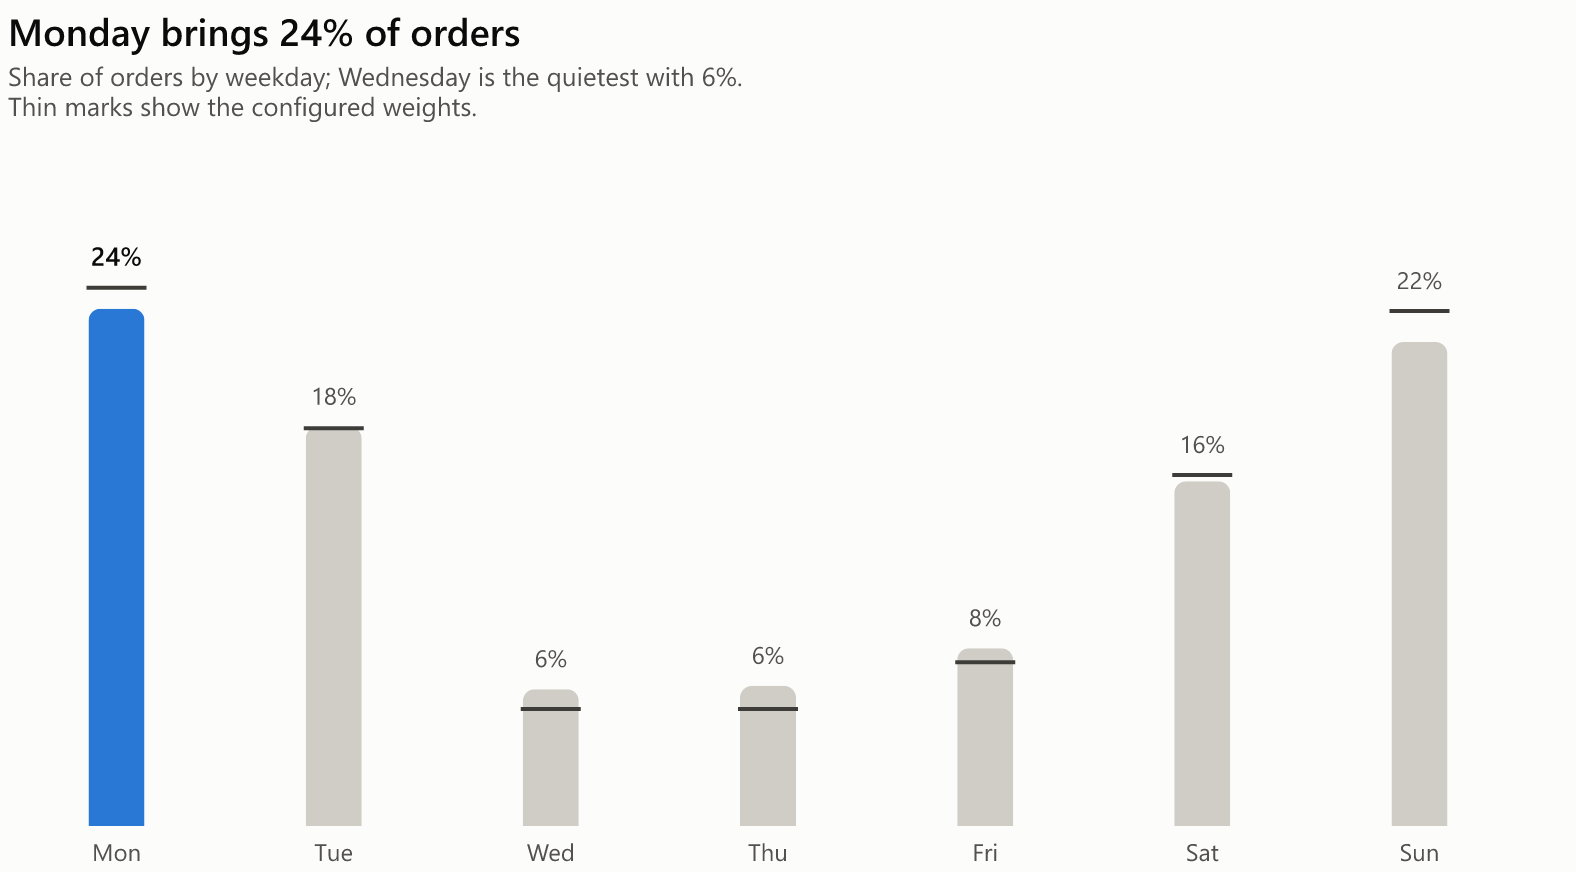 Monday brings 24% of orders
Share of orders by weekday; Wednesday is the quietest with 6%.
Thin marks show the configured weights.
24%
18%
6%
6%
8%
16%
22%
Mon
Tue
Wed
Thu
Fri
Sat
Sun